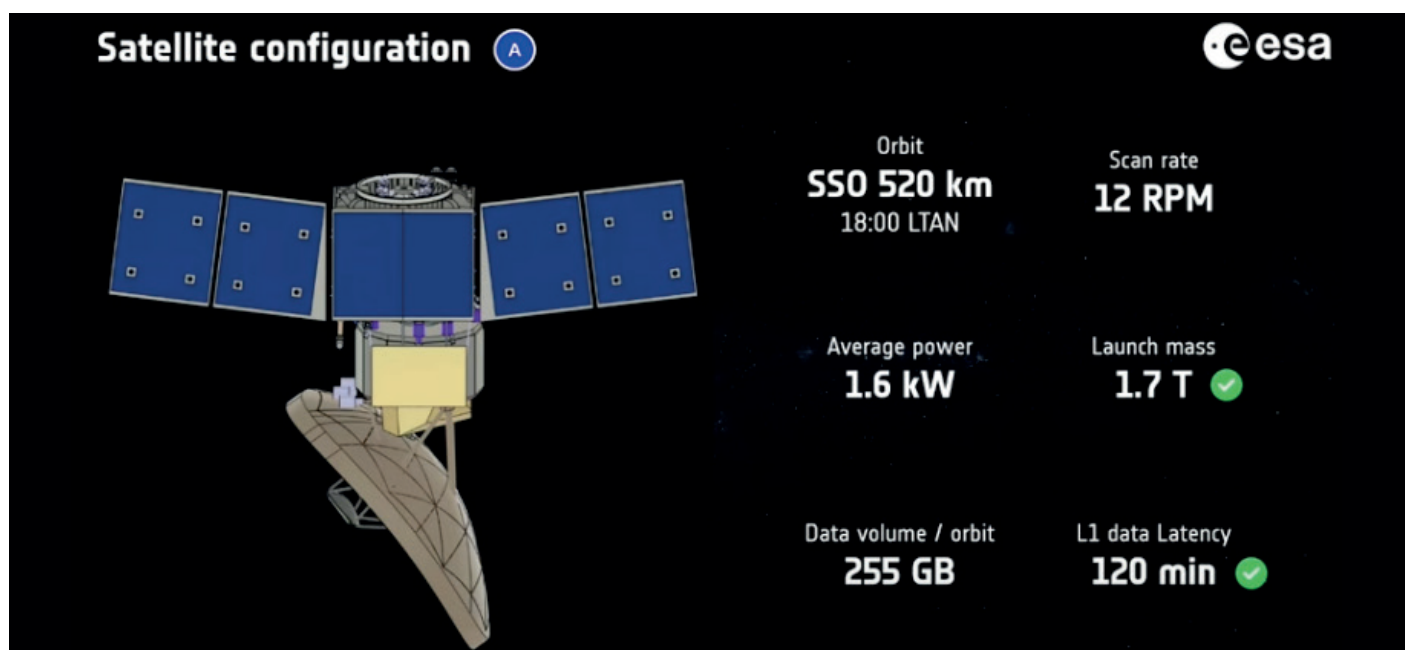 Satellite configuration A
esa
Orbit
SSO 520 km
18:00 LTAN
Scan rate
12 RPM
Average power
1.6 kW
Launch mass
1.7 T
Data volume / orbit
255 GB
L1 data Latency
120 min